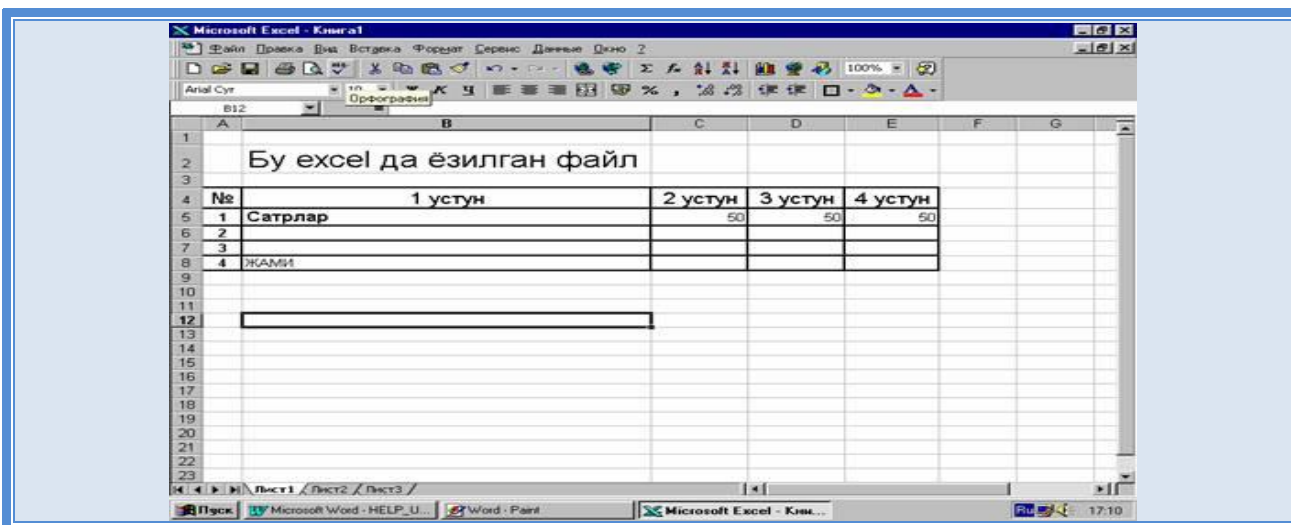 Microsoft Excel - Книга1
Файл Правка Вид Вставка Формат Сервис Данные Окно ?
100%
Arial Cyr 10 Ж К Ч
Орфография
B12 =
A B C D E F G
1
2 Бу excel да ёзилган файл
3
4 № 1 устун 2 устун 3 устун 4 устун
5 1 Сатрлар 50 50 50
6 2
7 3
8 4 ЖАМИ
9
10
11
12
13
14
15
16
17
18
19
20
21
22
23
Лист1 / Лист2 / Лист3 /
Пуск Microsoft Word - HELP_U... Word - Paint Microsoft Excel - Кни... Ru 17:10